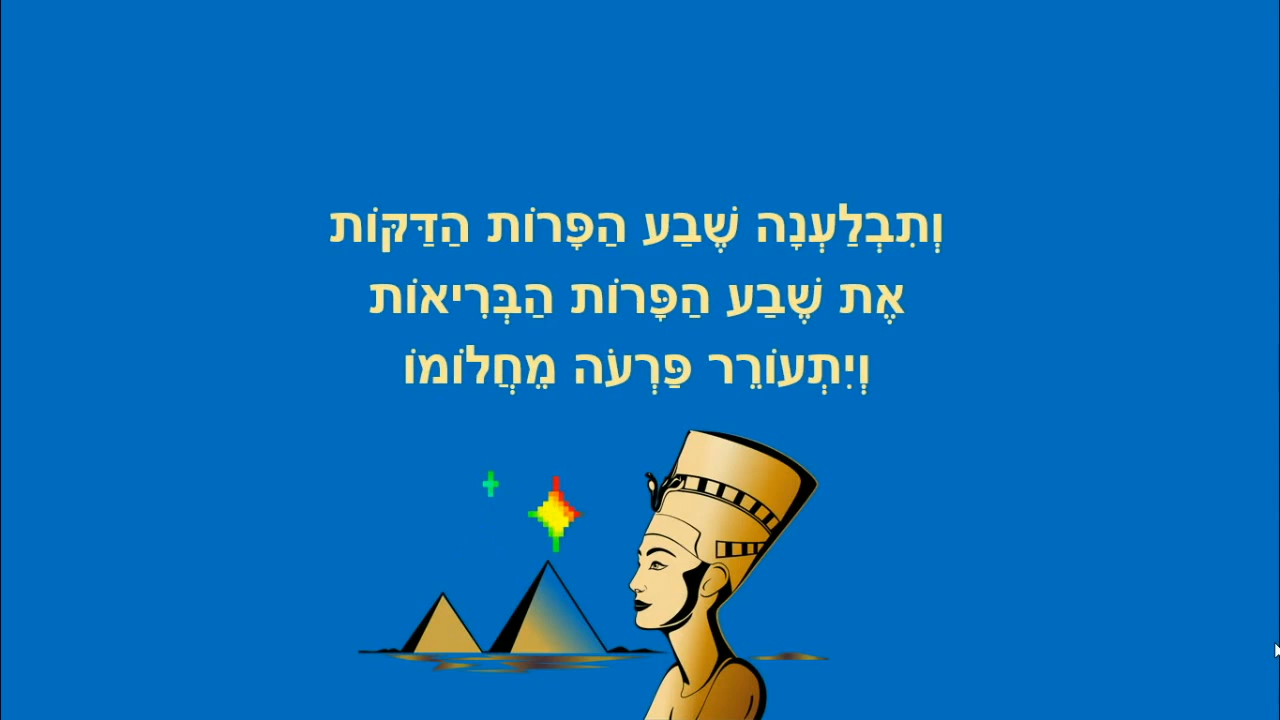 וְתִבְלַעְנָה שֶׁבַע הַפָּרוֹת הַדַּקּוֹת
אֶת שֶׁבַע הַפָּרוֹת הַבְּרִיאוֹת
וְיִתְעוֹרֵר פַּרְעֹה מֵחֲלוֹמוֹ